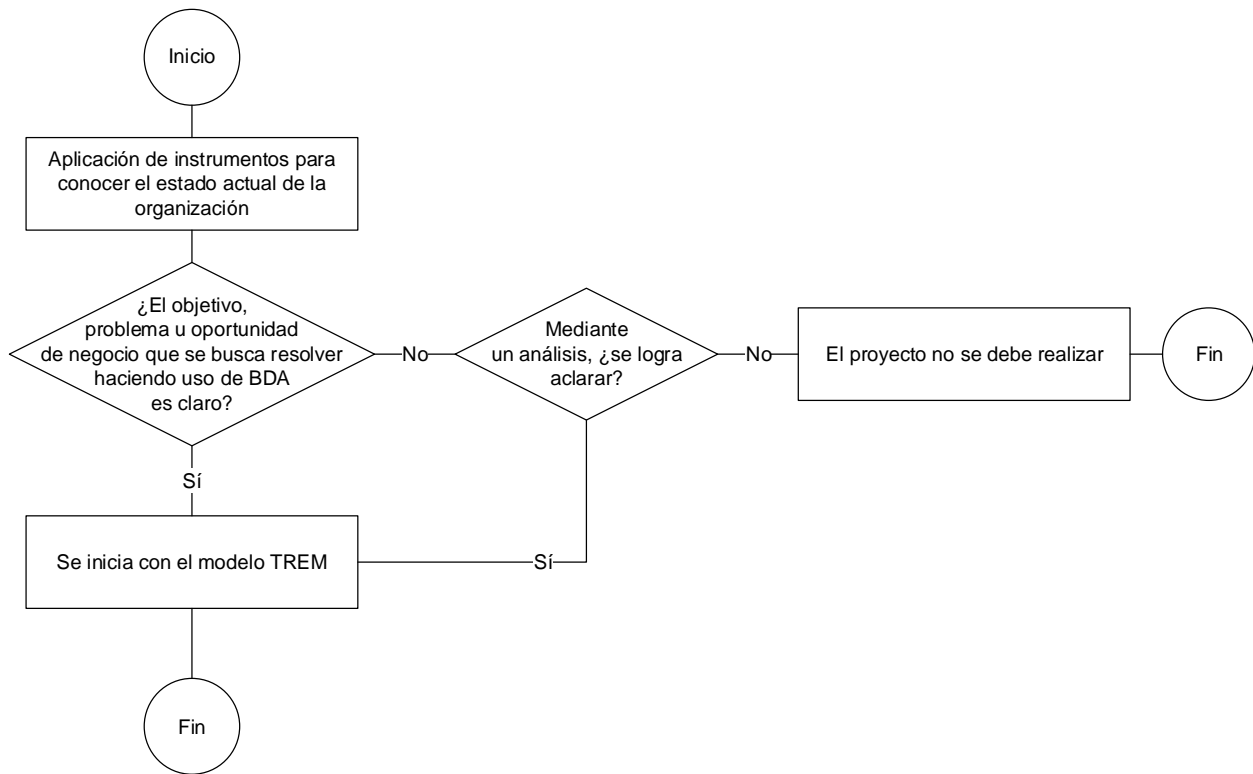 Inicio
Aplicación de instrumentos para
conocer el estado actual de la
organización
¿El objetivo,
problema u oportunidad
de negocio que se busca resolver
haciendo uso de BDA
es claro?
No
Mediante
un análisis, ¿se logra
aclarar?
No
El proyecto no se debe realizar
Fin
Sí
Se inicia con el modelo TREM
Sí
Fin